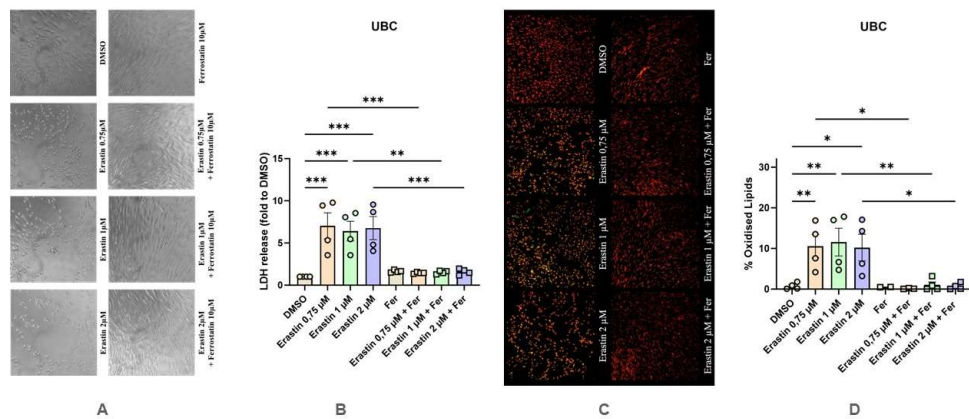 DMSO
Ferrostatin 10µM
Erastin 0,75µM
Erastin 0,75µM
+ Ferrostatin 10µM
Erastin 1µM
Erastin 1µM
+ Ferrostatin 10µM
Erastin 2µM
Erastin 2µM
+ Ferrostatin 10µM
A
UBC
***
***
*** **
*** ***
LDH release (fold to DMSO)
15
10
5
0
DMSO
Erastin 0,75 µM
Erastin 1 µM
Erastin 2 µM
Fer
Erastin 0,75 µM + Fer
Erastin 1 µM + Fer
Erastin 2 µM + Fer
B
DMSO
Fer
Erastin 0,75 µM
Erastin 0,75 µM + Fer
Erastin 1 µM
Erastin 1 µM + Fer
Erastin 2 µM
Erastin 2 µM + Fer
C
UBC
*
*
** **
** *
% Oxidised Lipids
30
20
10
0
DMSO
Erastin 0,75 µM
Erastin 1 µM
Erastin 2 µM
Fer
Erastin 0,75 µM + Fer
Erastin 1 µM + Fer
Erastin 2 µM + Fer
D